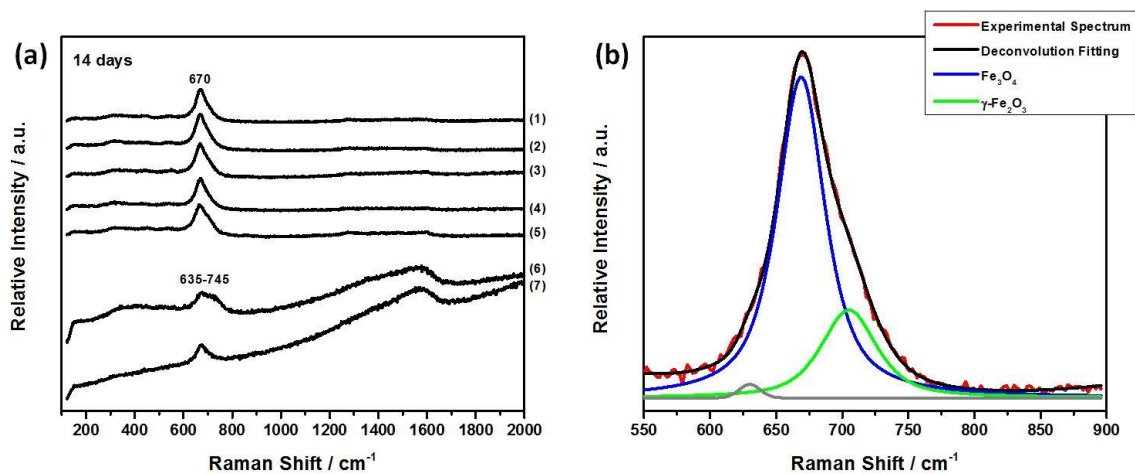 (a)
14 days
670
(1)
(2)
(3)
(4)
(5)
635-745
(6)
(7)
Relative Intensity / a.u.
200 400 600 800 1000 1200 1400 1600 1800 2000
Raman Shift / cm⁻¹
(b)
Experimental Spectrum
Deconvolution Fitting
Fe₃O₄
γ-Fe₂O₃
Relative Intensity / a.u.
550 600 650 700 750 800 850 900
Raman Shift / cm⁻¹